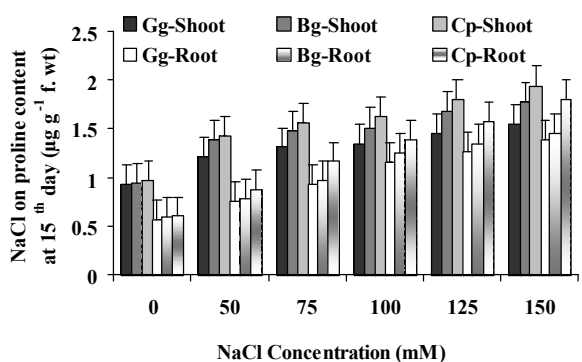 Gg-Shoot Bg-Shoot Cp-Shoot
Gg-Root Bg-Root Cp-Root
NaCl on proline content
at 15 th day (µg g-1 f. wt)
2.5
2
1.5
1
0.5
0
0 50 75 100 125 150
NaCl Concentration (mM)